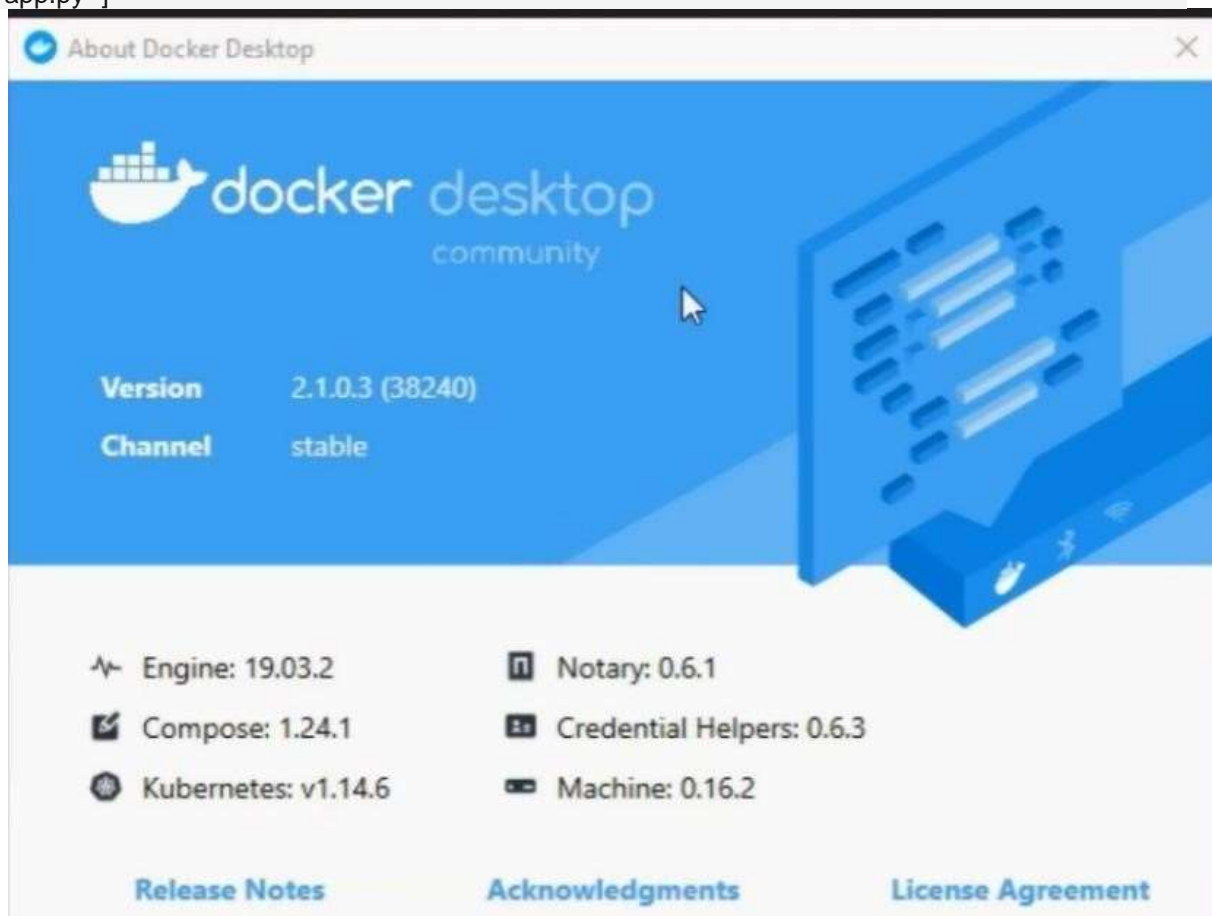 app.py"]
About Docker Desktop
docker desktop
community
Version 2.1.0.3 (38240)
Channel stable
Engine: 19.03.2 Notary: 0.6.1
Compose: 1.24.1 Credential Helpers: 0.6.3
Kubernetes: v1.14.6 Machine: 0.16.2
Release Notes Acknowledgments License Agreement